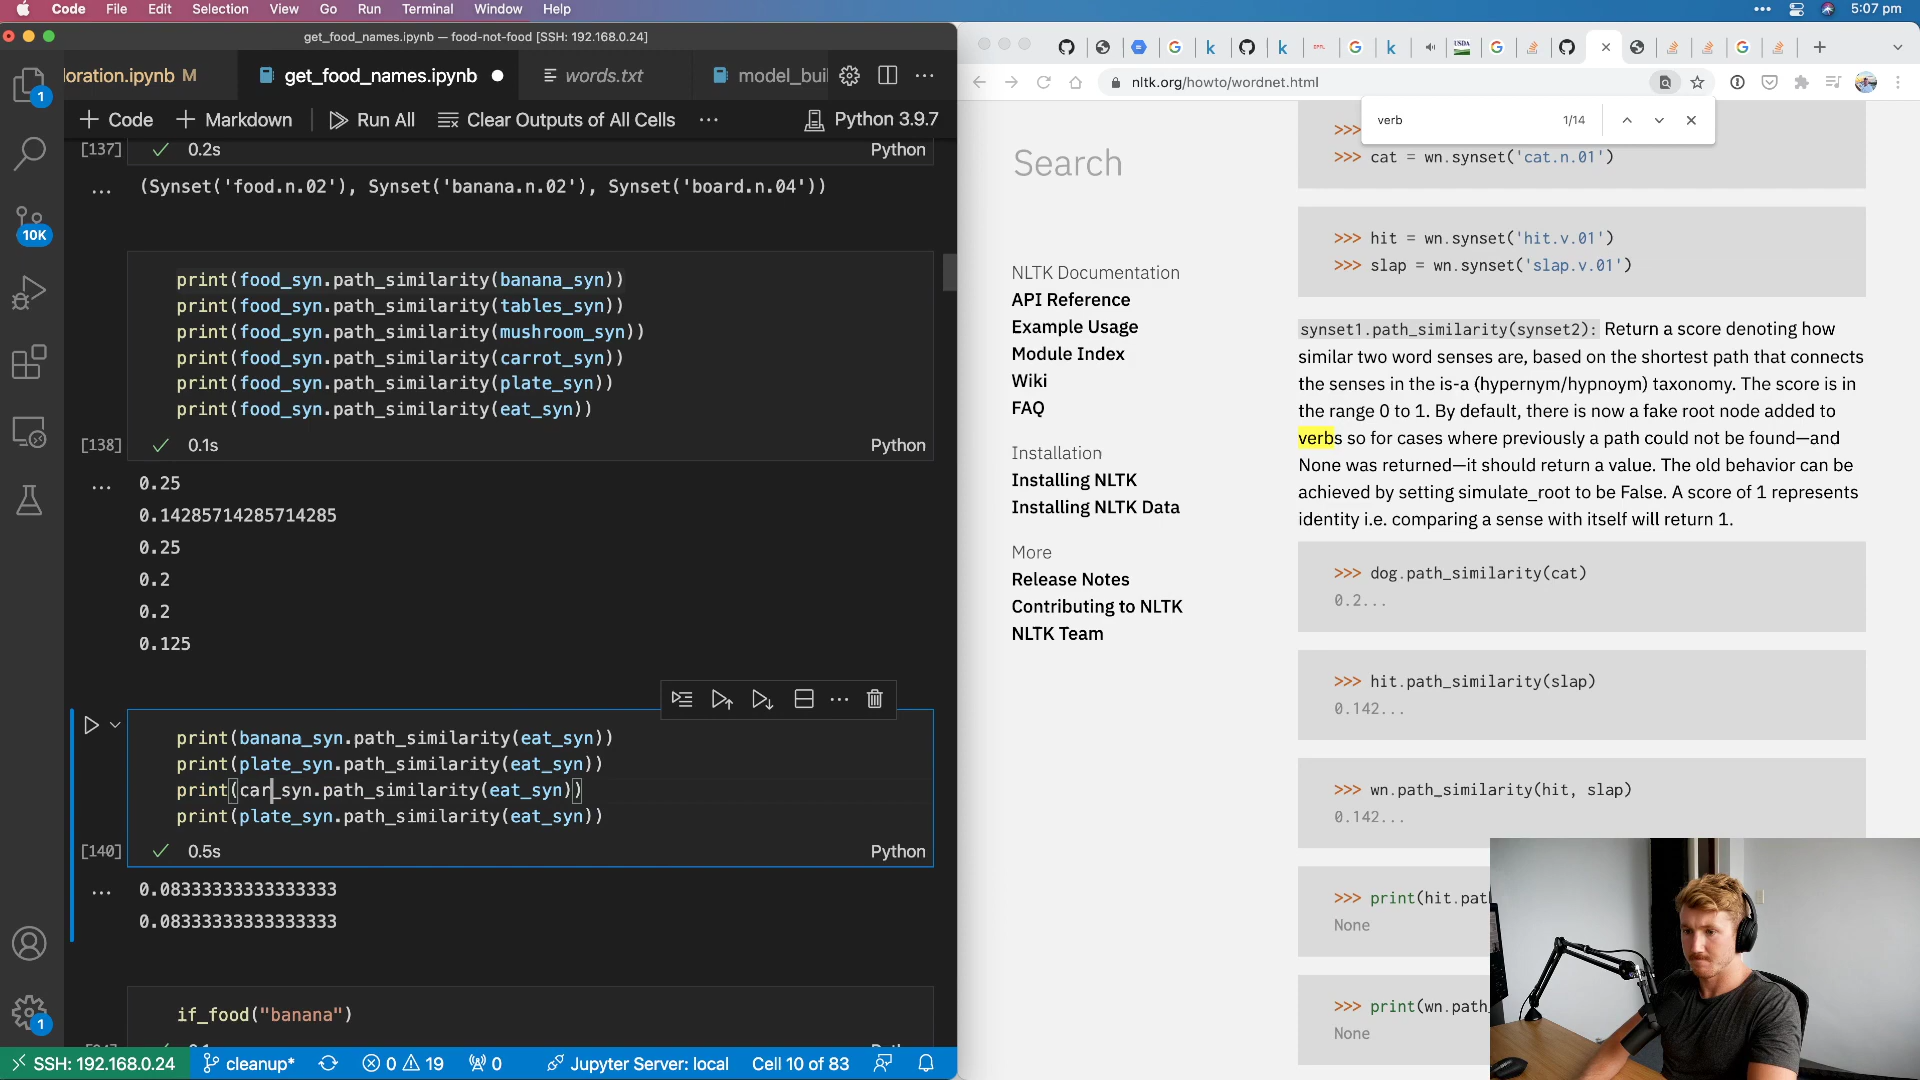 Code File Edit Selection View Go Run Terminal Window Help 5:07 pm
get_food_names.ipynb — food-not-food [SSH: 192.168.0.24]
loration.ipynb M get_food_names.ipynb words.txt model_buil
+ Code + Markdown Run All Clear Outputs of All Cells ··· Python 3.9.7
[137] 0.2s Python
(Synset('food.n.02'), Synset('banana.n.02'), Synset('board.n.04'))
print(food_syn.path_similarity(banana_syn))
print(food_syn.path_similarity(tables_syn))
print(food_syn.path_similarity(mushroom_syn))
print(food_syn.path_similarity(carrot_syn))
print(food_syn.path_similarity(plate_syn))
print(food_syn.path_similarity(eat_syn))
[138] 0.1s Python
0.25
0.14285714285714285
0.25
0.2
0.2
0.125
print(banana_syn.path_similarity(eat_syn))
print(plate_syn.path_similarity(eat_syn))
print(car_syn.path_similarity(eat_syn))
print(plate_syn.path_similarity(eat_syn))
[140] 0.5s Python
0.08333333333333333
0.08333333333333333
if_food("banana")
1
10K
1
SSH: 192.168.0.24 cleanup* 0 19 0 Jupyter Server: local Cell 10 of 83
nltk.org/howto/wordnet.html
verb 1/14
Search
NLTK Documentation
API Reference
Example Usage
Module Index
Wiki
FAQ
Installation
Installing NLTK
Installing NLTK Data
More
Release Notes
Contributing to NLTK
NLTK Team
>>>
>>> cat = wn.synset('cat.n.01')
>>> hit = wn.synset('hit.v.01')
>>> slap = wn.synset('slap.v.01')
synset1.path_similarity(synset2): Return a score denoting how
similar two word senses are, based on the shortest path that connects
the senses in the is-a (hypernym/hypnoym) taxonomy. The score is in
the range 0 to 1. By default, there is now a fake root node added to
verbs so for cases where previously a path could not be found—and
None was returned—it should return a value. The old behavior can be
achieved by setting simulate_root to be False. A score of 1 represents
identity i.e. comparing a sense with itself will return 1.
>>> dog.path_similarity(cat)
0.2...
>>> hit.path_similarity(slap)
0.142...
>>> wn.path_similarity(hit, slap)
0.142...
>>> print(hit.pat
None
>>> print(wn.path_
None